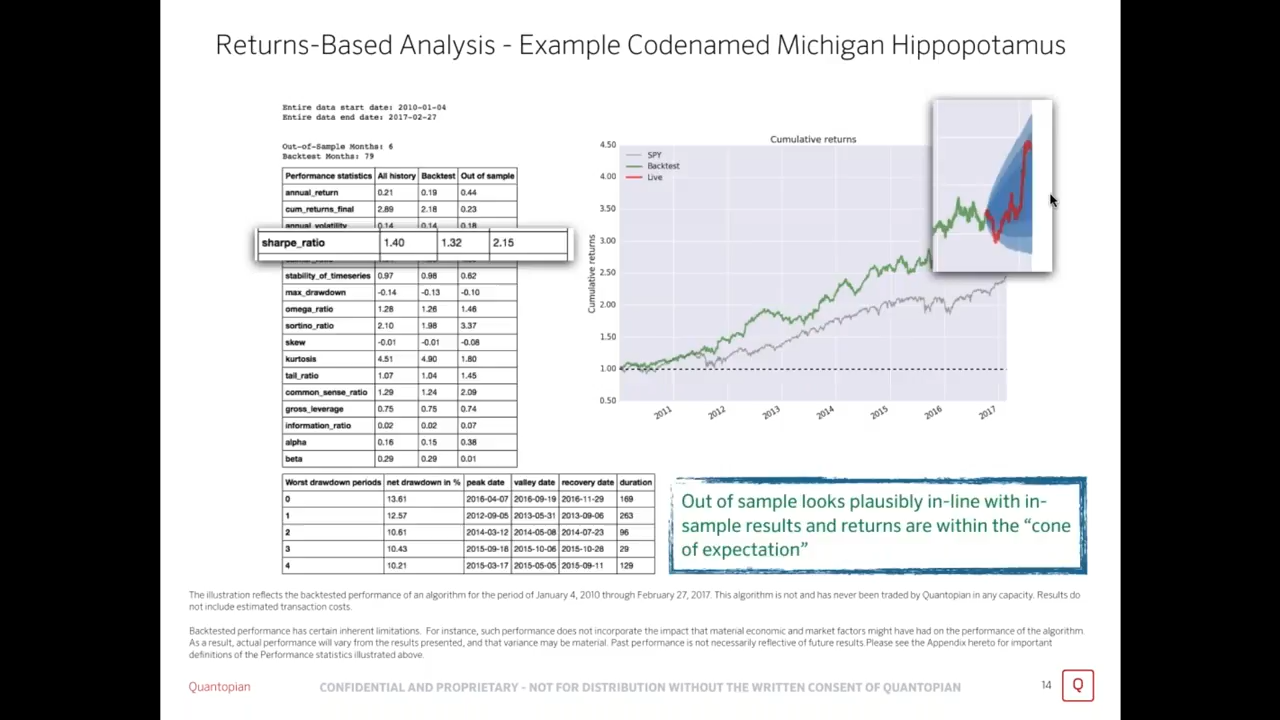 Returns-Based Analysis - Example Codenamed Michigan Hippopotamus
Entire data start date: 2010-01-04
Entire data end date: 2017-02-27
Out-of-Sample Months: 6
Backtest Months: 79
Performance statistics All history Backtest Out of sample
annual_return 0.21 0.19 0.44
cum_returns_final 2.89 2.18 0.23
annual_volatility 0.14 0.14 0.18
sharpe_ratio 1.40 1.32 2.15
stability_of_timeseries 0.97 0.98 0.62
max_drawdown -0.14 -0.13 -0.10
omega_ratio 1.28 1.26 1.46
sortino_ratio 2.10 1.98 3.37
skew -0.01 -0.01 -0.08
kurtosis 4.51 4.90 1.80
tail_ratio 1.07 1.04 1.45
common_sense_ratio 1.29 1.24 2.09
gross_leverage 0.75 0.75 0.74
information_ratio 0.02 0.02 0.07
alpha 0.16 0.15 0.38
beta 0.29 0.29 0.01
Cumulative returns
SPY
Backtest
Live
Cumulative returns
4.50
4.00
3.50
3.00
2.50
2.00
1.50
1.00
0.50
2011 2012 2013 2014 2015 2016 2017
Worst drawdown periods net drawdown in % peak date valley date recovery date duration
0 13.61 2016-04-07 2016-09-19 2016-11-29 169
1 12.57 2012-09-05 2013-05-31 2013-09-06 263
2 10.61 2014-03-12 2014-05-08 2014-07-23 96
3 10.43 2015-09-18 2015-10-06 2015-10-28 29
4 10.21 2015-03-17 2015-05-05 2015-09-11 129
Out of sample looks plausibly in-line with in-
sample results and returns are within the “cone
of expectation”
The illustration reflects the backtested performance of an algorithm for the period of January 4, 2010 through February 27, 2017. This algorithm is not and has never been traded by Quantopian in any capacity. Results do
not include estimated transaction costs.
Backtested performance has certain inherent limitations. For instance, such performance does not incorporate the impact that material economic and market factors might have had on the performance of the algorithm.
As a result, actual performance will vary from the results presented, and that variance may be material. Past performance is not necessarily reflective of future results.Please see the Appendix hereto for important
definitions of the Performance statistics illustrated above.
Quantopian CONFIDENTIAL AND PROPRIETARY - NOT FOR DISTRIBUTION WITHOUT THE WRITTEN CONSENT OF QUANTOPIAN 14 Q